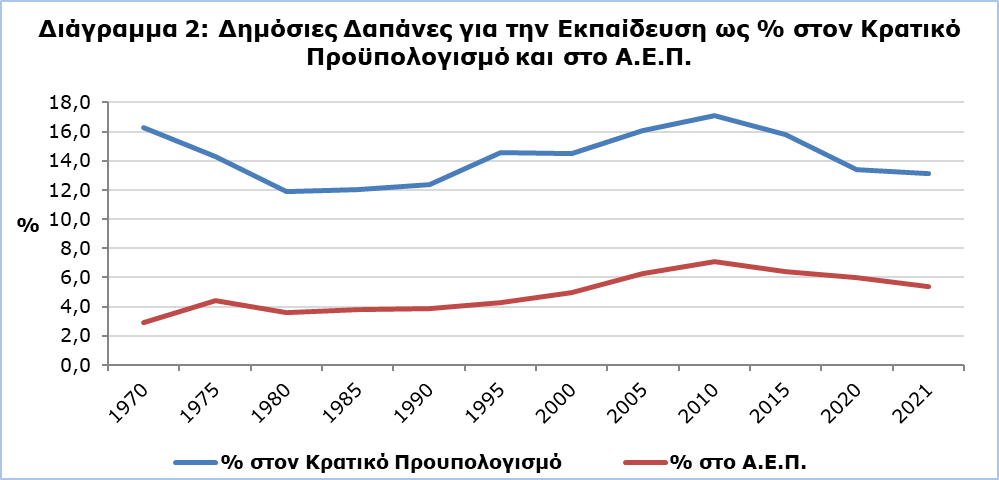 Διάγραμμα 2: Δημόσιες Δαπάνες για την Εκπαίδευση ως % στον Κρατικό
Προϋπολογισμό και στο Α.Ε.Π.
18,0
16,0
14,0
12,0
10,0
%
8,0
6,0
4,0
2,0
0,0
1970 1975 1980 1985 1990 1995 2000 2005 2010 2015 2020 2021
% στον Κρατικό Προυπολογισμό % στο Α.Ε.Π.